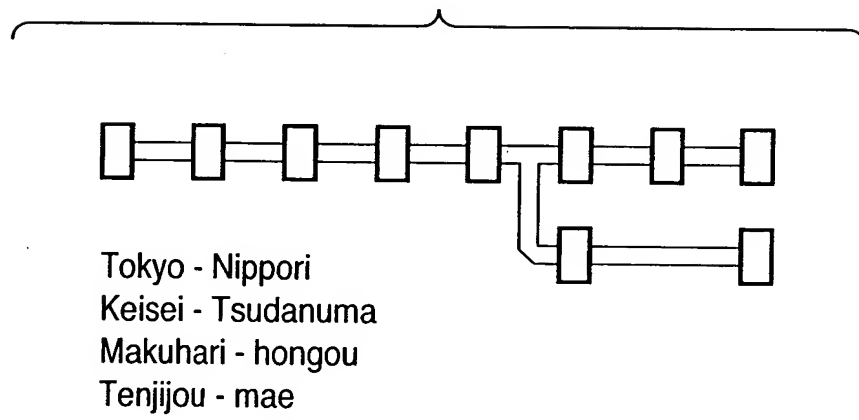 Tokyo - Nippori
Keisei - Tsudanuma
Makuhari - hongou
Tenjijou - mae